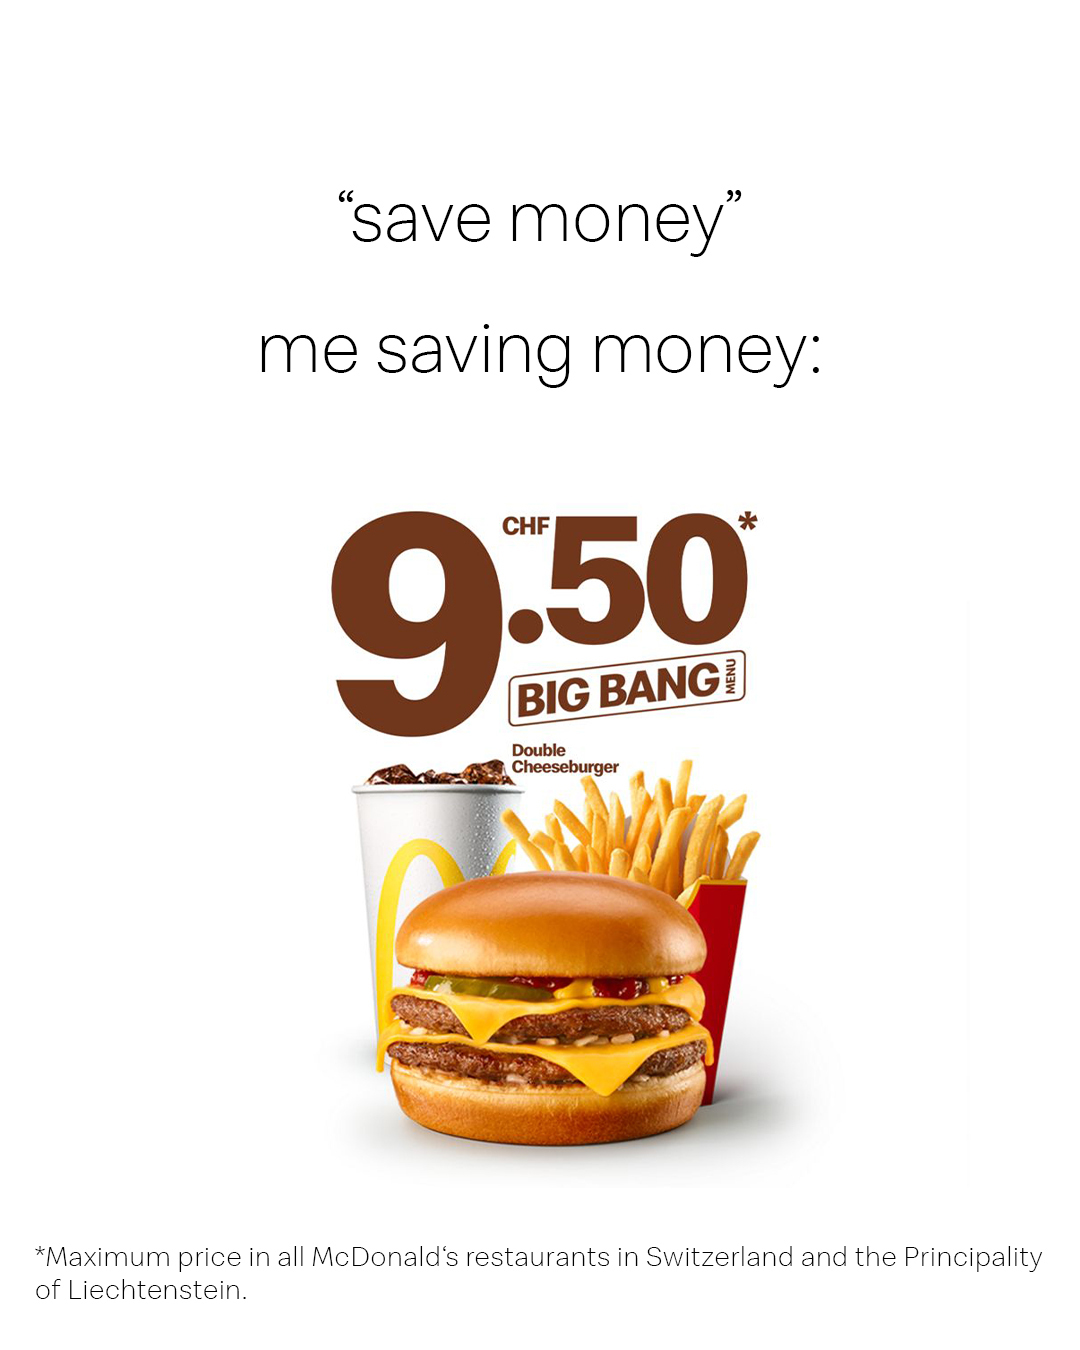 “save money”
me saving money:
9.50*
CHF
BIG BANG MENU
Double
Cheeseburger
*Maximum price in all McDonald‘s restaurants in Switzerland and the Principality
of Liechtenstein.